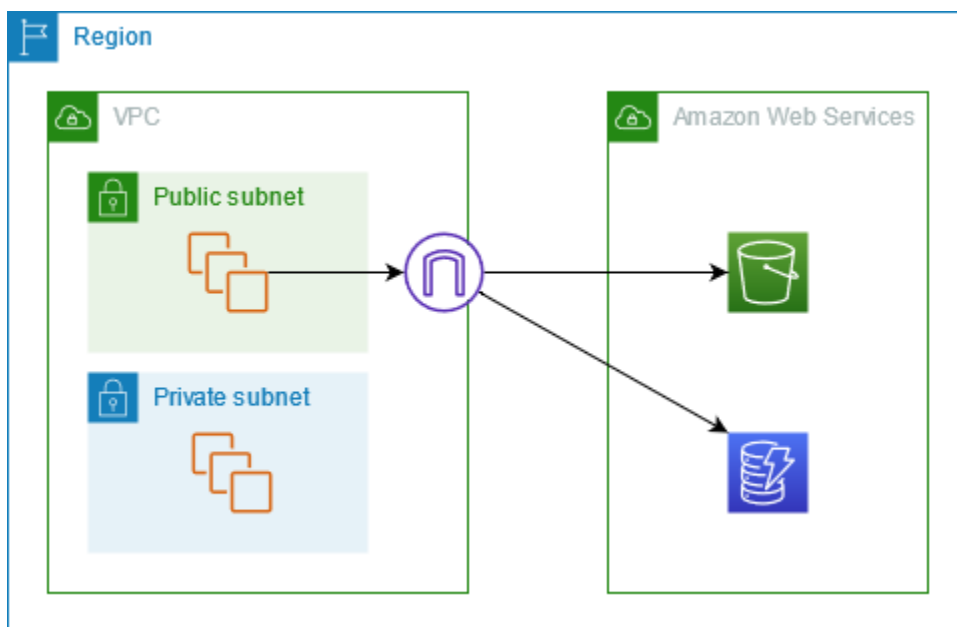 Region
VPC
Amazon Web Services
Public subnet
Private subnet